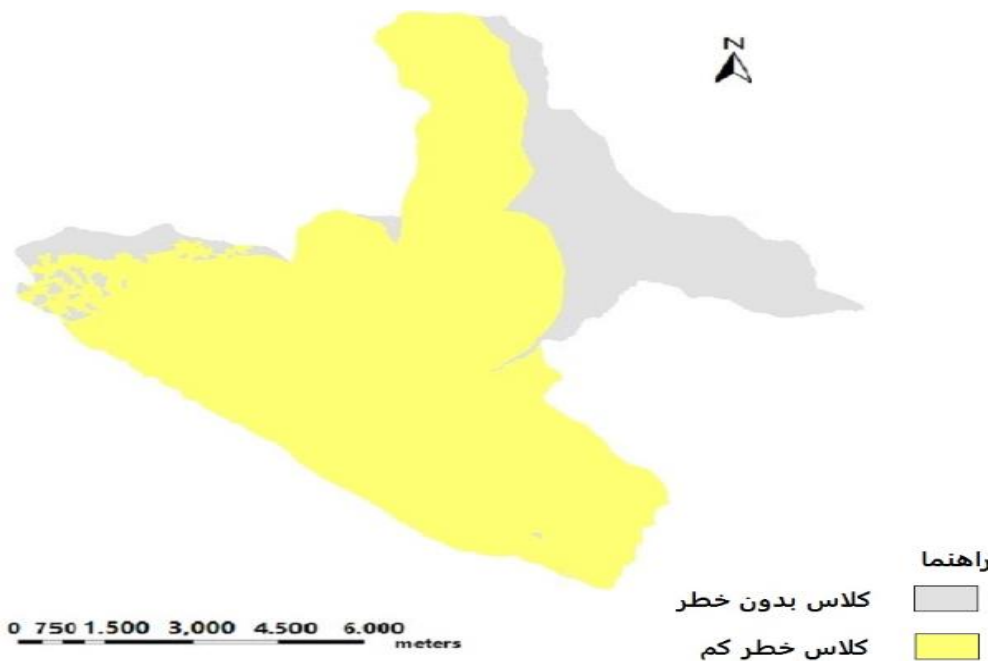 N
راهنما
کلاس بدون خطر
کلاس خطر کم
0 750 1.500 3,000 4.500 6.000
meters